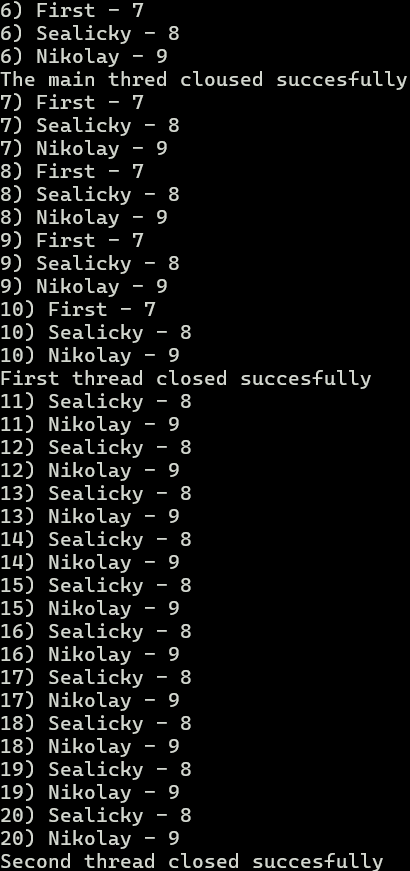 6) First - 7
6) Sealicky - 8
6) Nikolay - 9
The main thred cloused succesfully
7) First - 7
7) Sealicky - 8
7) Nikolay - 9
8) First - 7
8) Sealicky - 8
8) Nikolay - 9
9) First - 7
9) Sealicky - 8
9) Nikolay - 9
10) First - 7
10) Sealicky - 8
10) Nikolay - 9
First thread closed succesfully
11) Sealicky - 8
11) Nikolay - 9
12) Sealicky - 8
12) Nikolay - 9
13) Sealicky - 8
13) Nikolay - 9
14) Sealicky - 8
14) Nikolay - 9
15) Sealicky - 8
15) Nikolay - 9
16) Sealicky - 8
16) Nikolay - 9
17) Sealicky - 8
17) Nikolay - 9
18) Sealicky - 8
18) Nikolay - 9
19) Sealicky - 8
19) Nikolay - 9
20) Sealicky - 8
20) Nikolay - 9
Second thread closed succesfully